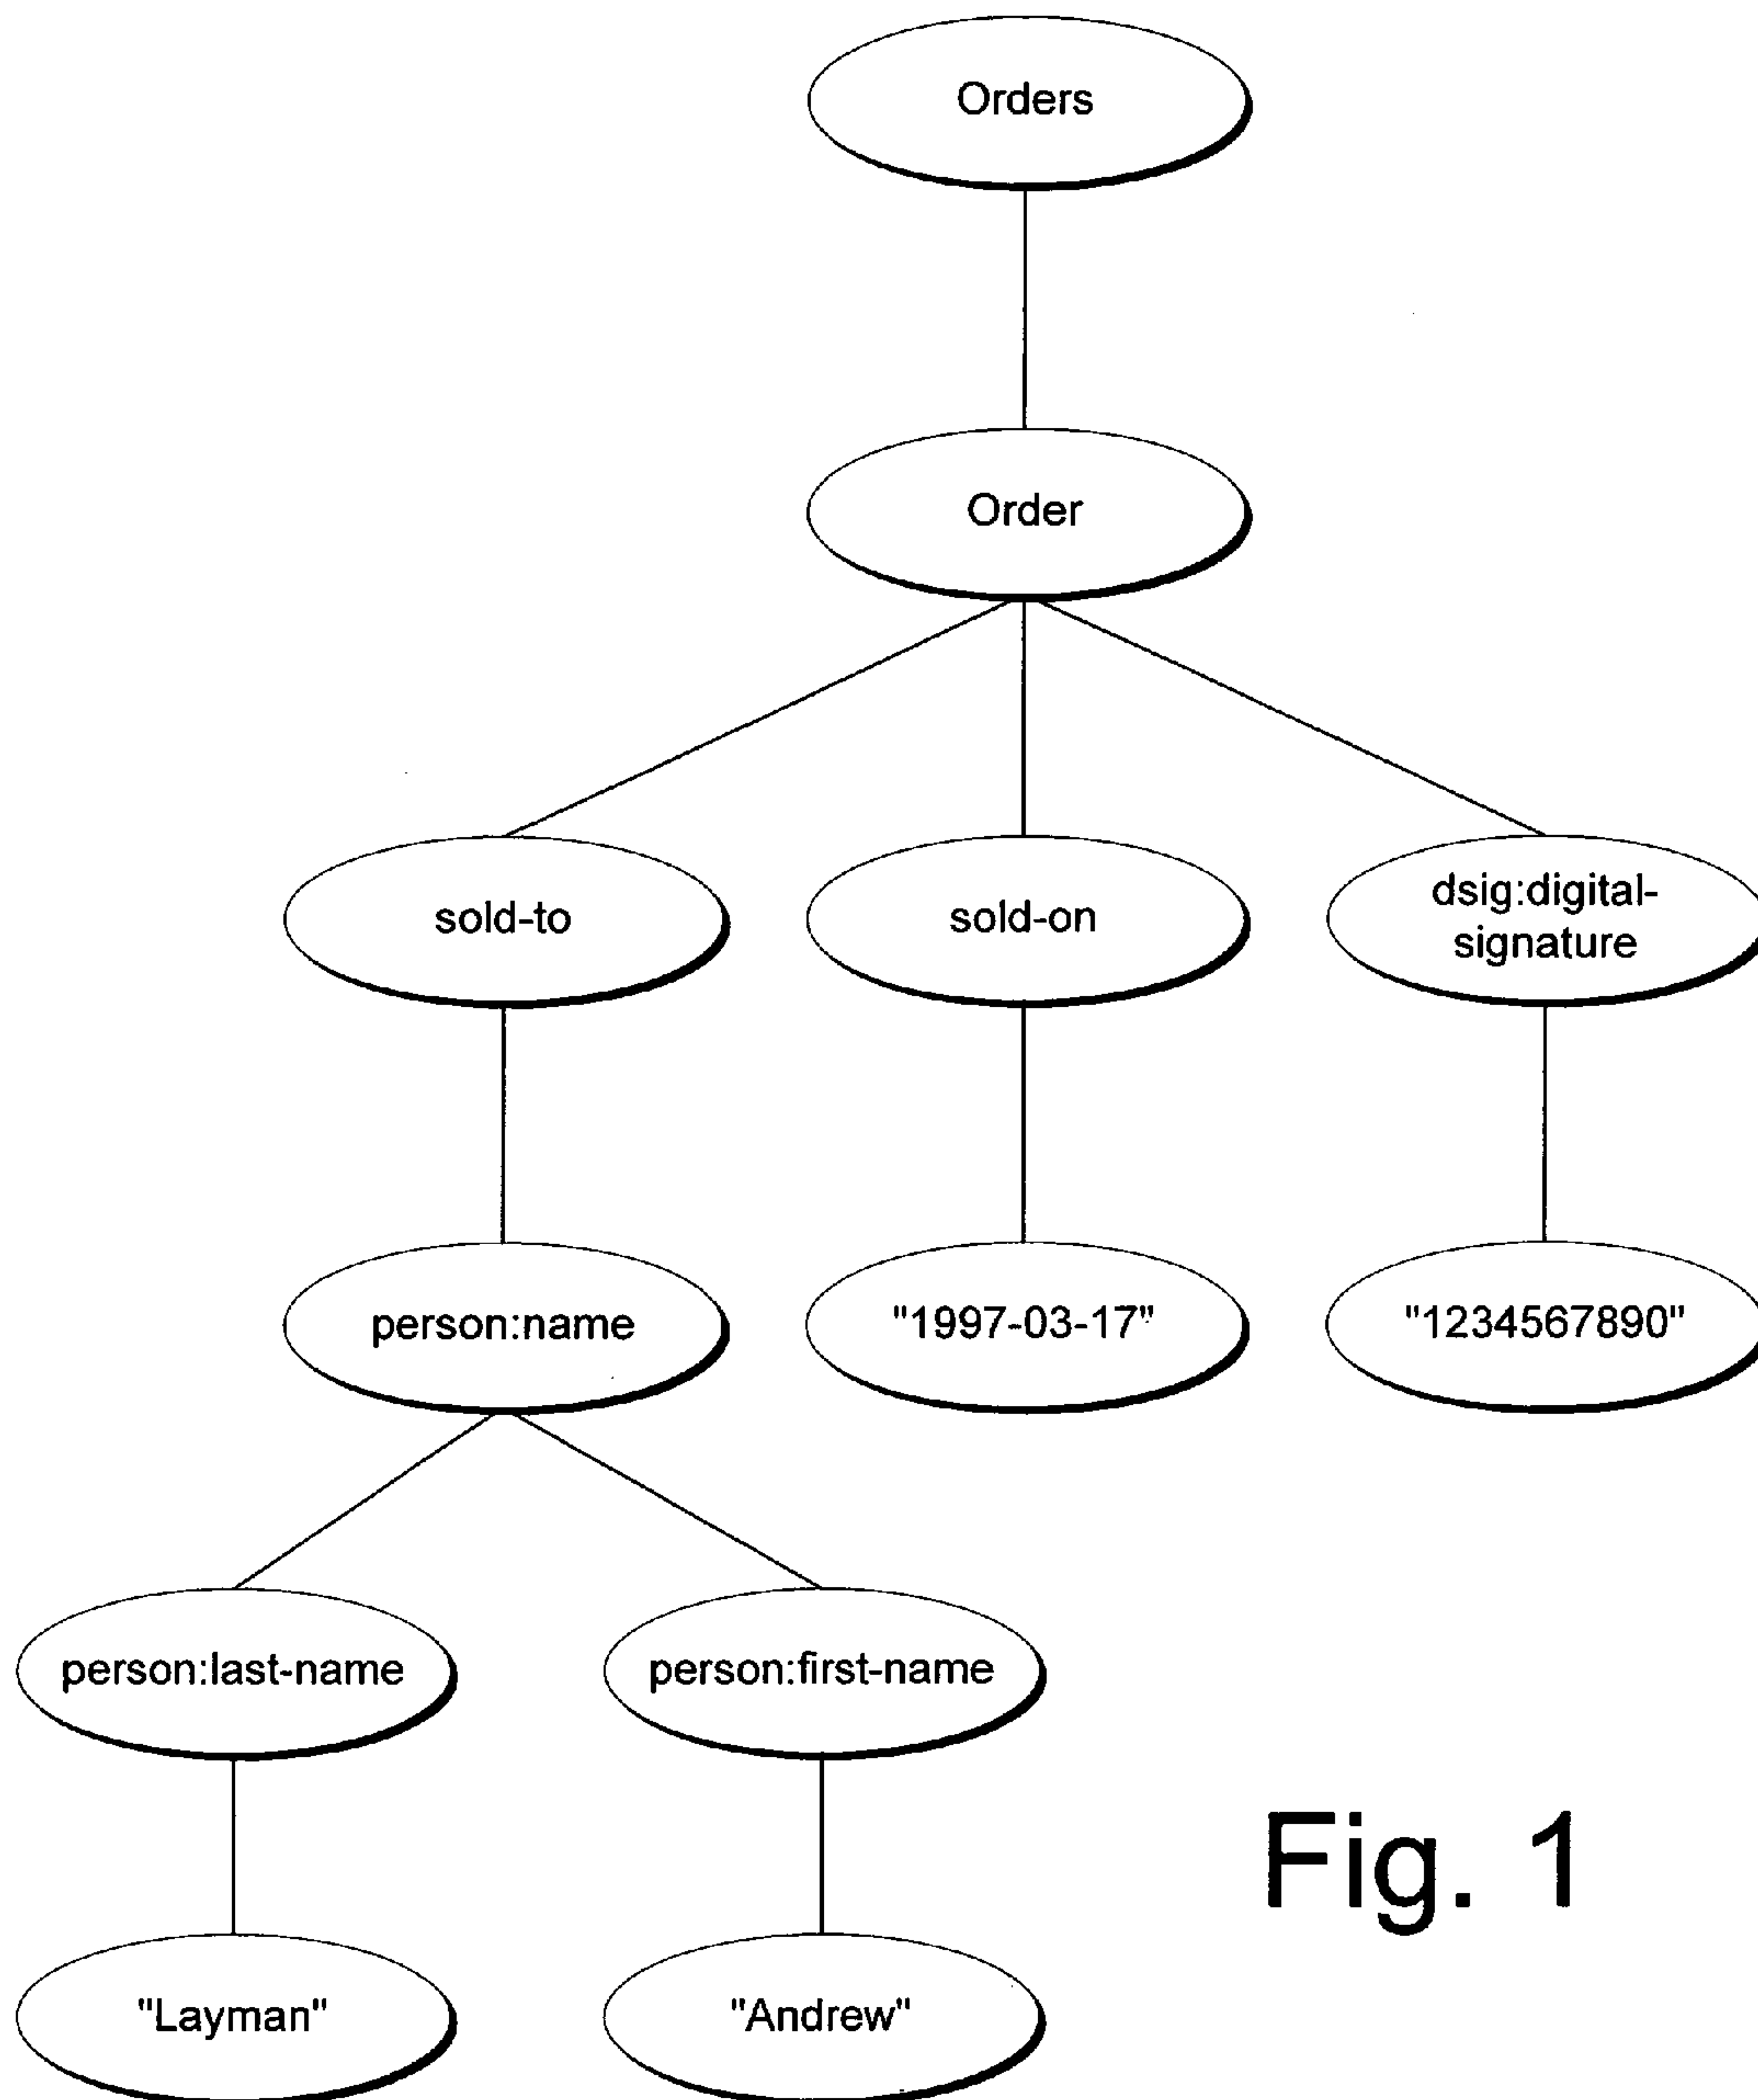 Orders
Order
sold-to
sold-on
dsig:digital-
signature
person:name
"1997-03-17"
"1234567890"
person:last-name
person:first-name
"Layman"
"Andrew"
Fig. 1